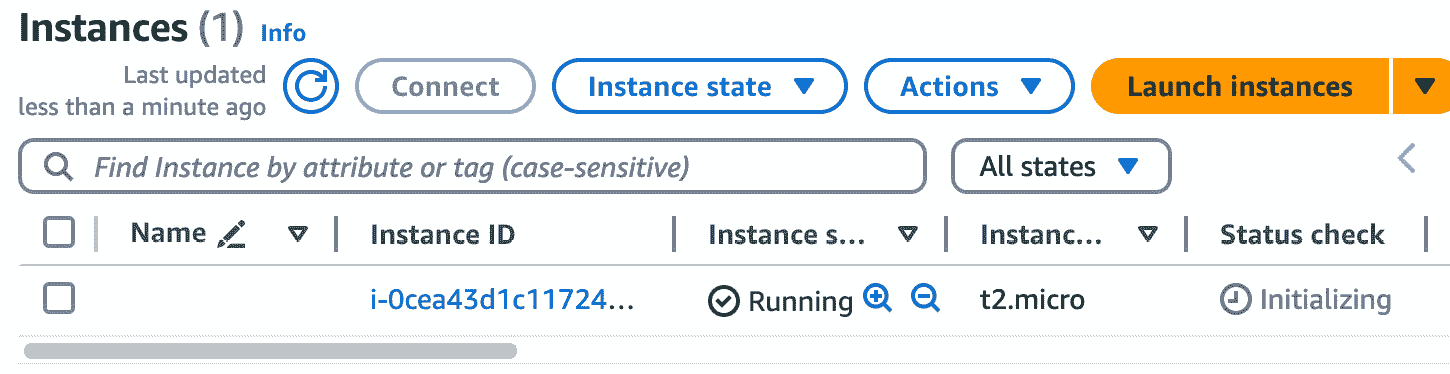 Instances (1) Info
Last updated
less than a minute ago
Connect
Instance state
Actions
Launch instances
Find Instance by attribute or tag (case-sensitive)
All states
Name
Instance ID
Instance s...
Instanc...
Status check
i-0cea43d1c11724...
Running
t2.micro
Initializing